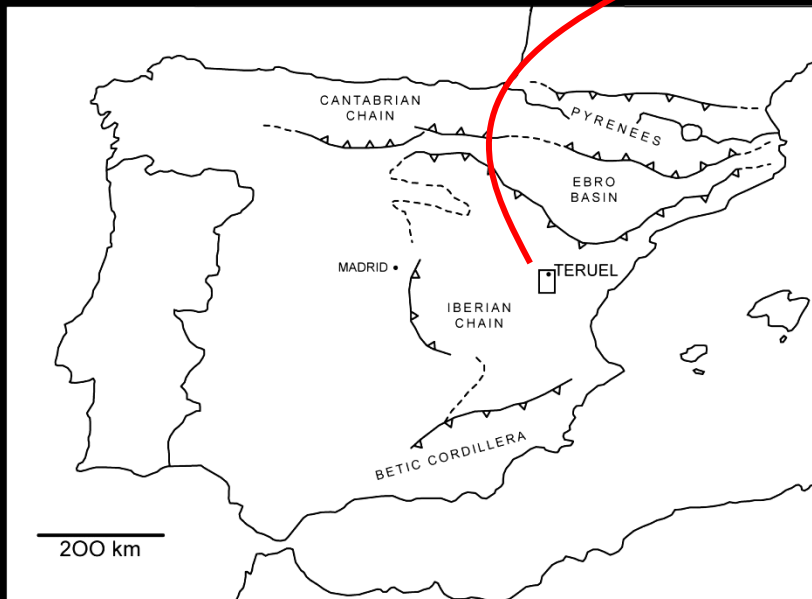 CANTABRIAN
CHAIN
PYRENEES
EBRO
BASIN
MADRID
TERUEL
IBERIAN
CHAIN
BETIC CORDILLERA
200 km